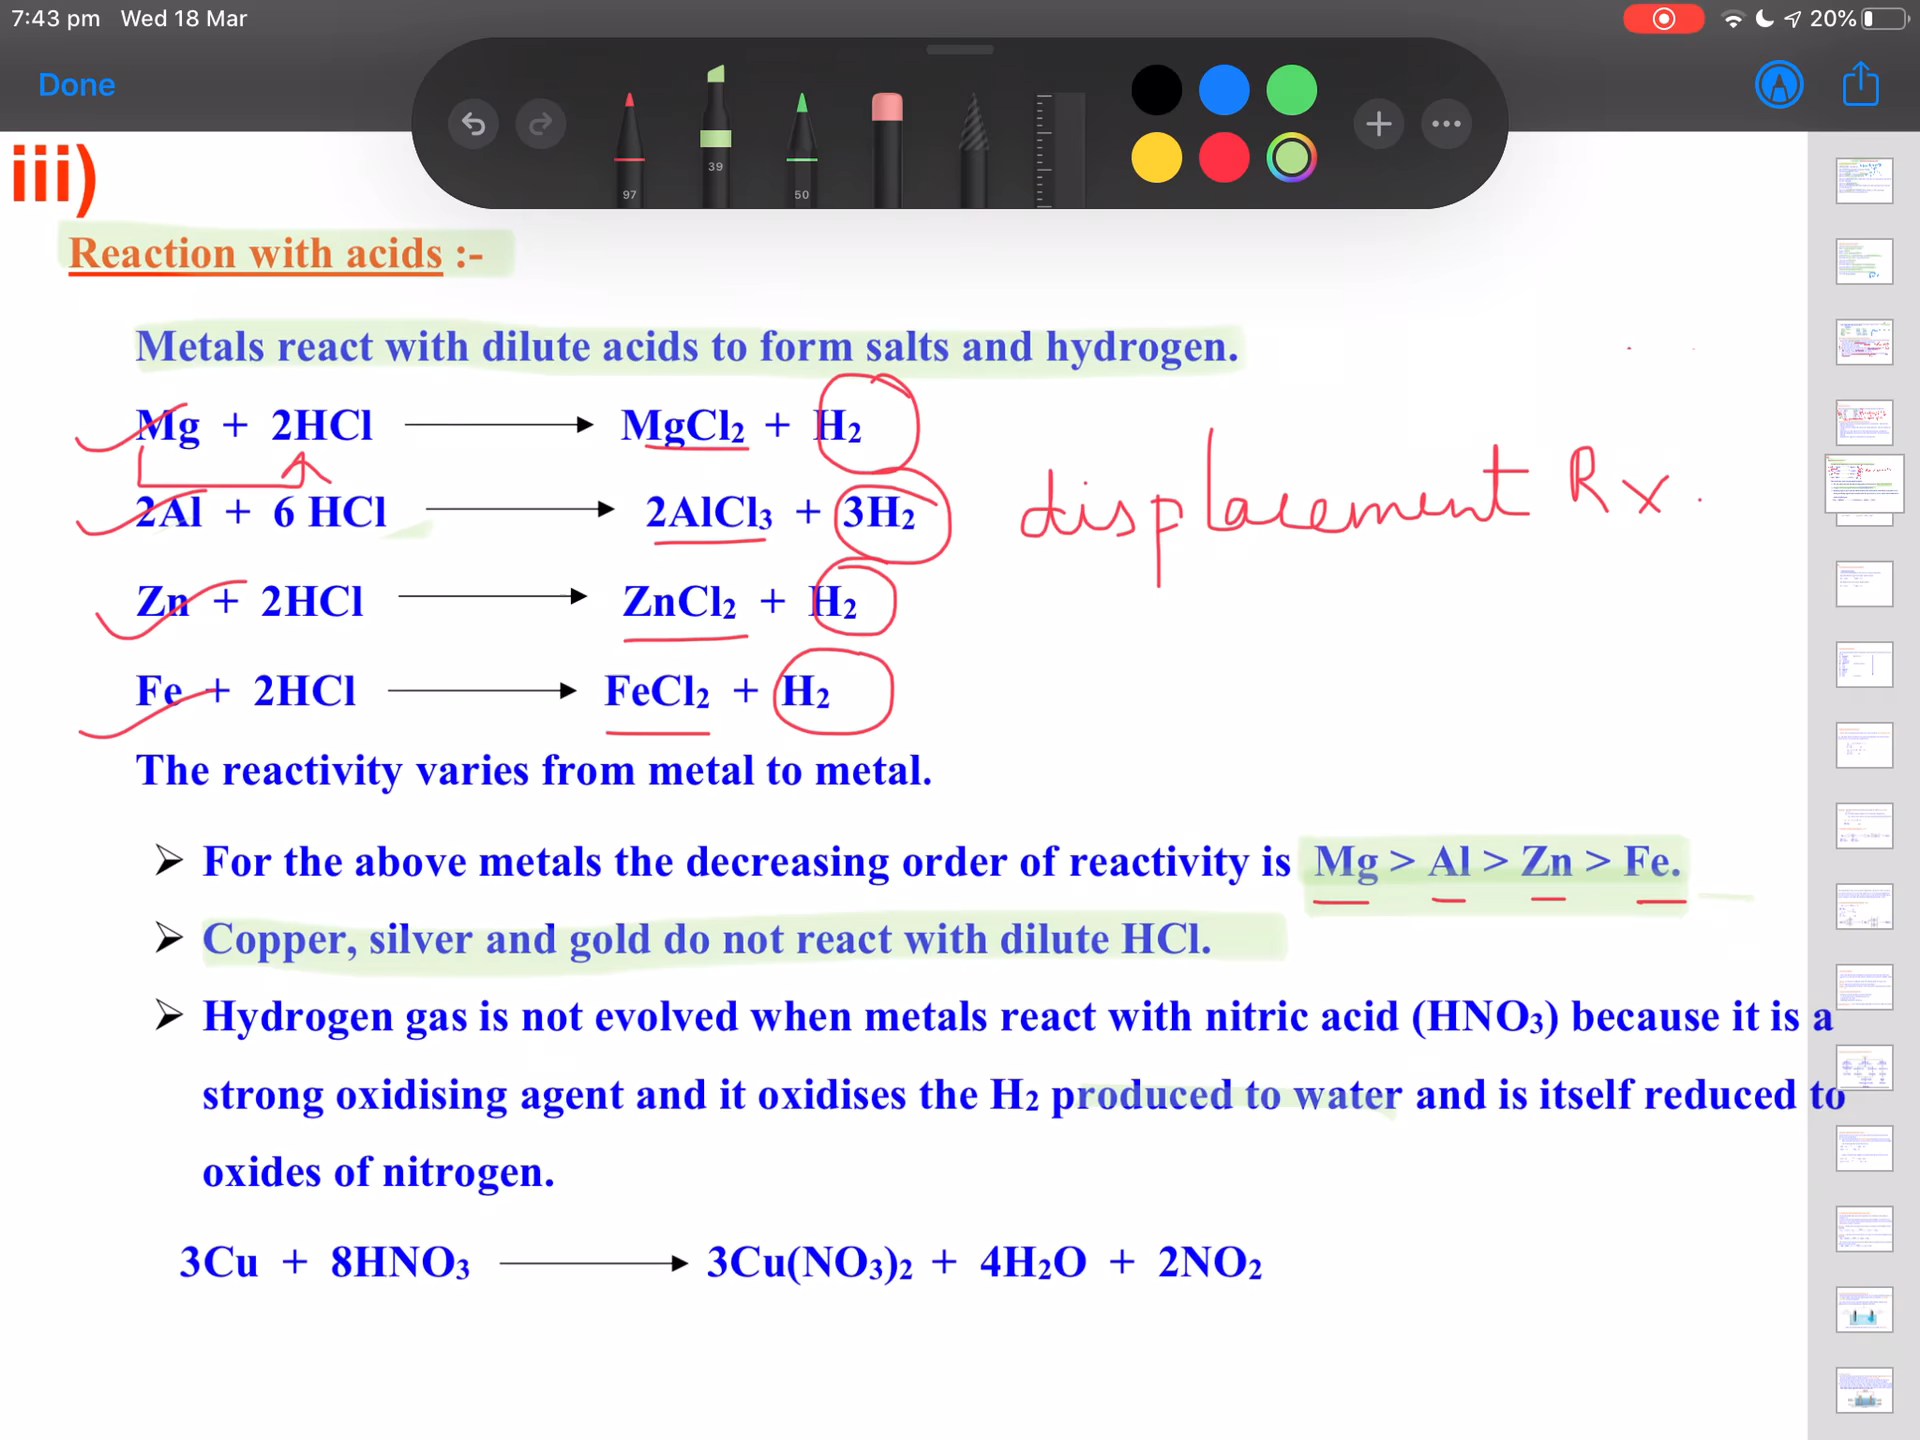 7:43 pm Wed 18 Mar
20%
Done
97
39
50
iii)
Reaction with acids :-
Metals react with dilute acids to form salts and hydrogen.
Mg + 2HCl ⟶ MgCl₂ + H₂
2Al + 6 HCl ⟶ 2AlCl₃ + 3H₂
displacement Rx.
Zn + 2HCl ⟶ ZnCl₂ + H₂
Fe + 2HCl ⟶ FeCl₂ + H₂
The reactivity varies from metal to metal.
➢ For the above metals the decreasing order of reactivity is Mg > Al > Zn > Fe.
➢ Copper, silver and gold do not react with dilute HCl.
➢ Hydrogen gas is not evolved when metals react with nitric acid (HNO₃) because it is a
strong oxidising agent and it oxidises the H₂ produced to water and is itself reduced to
oxides of nitrogen.
3Cu + 8HNO₃ ⟶ 3Cu(NO₃)₂ + 4H₂O + 2NO₂